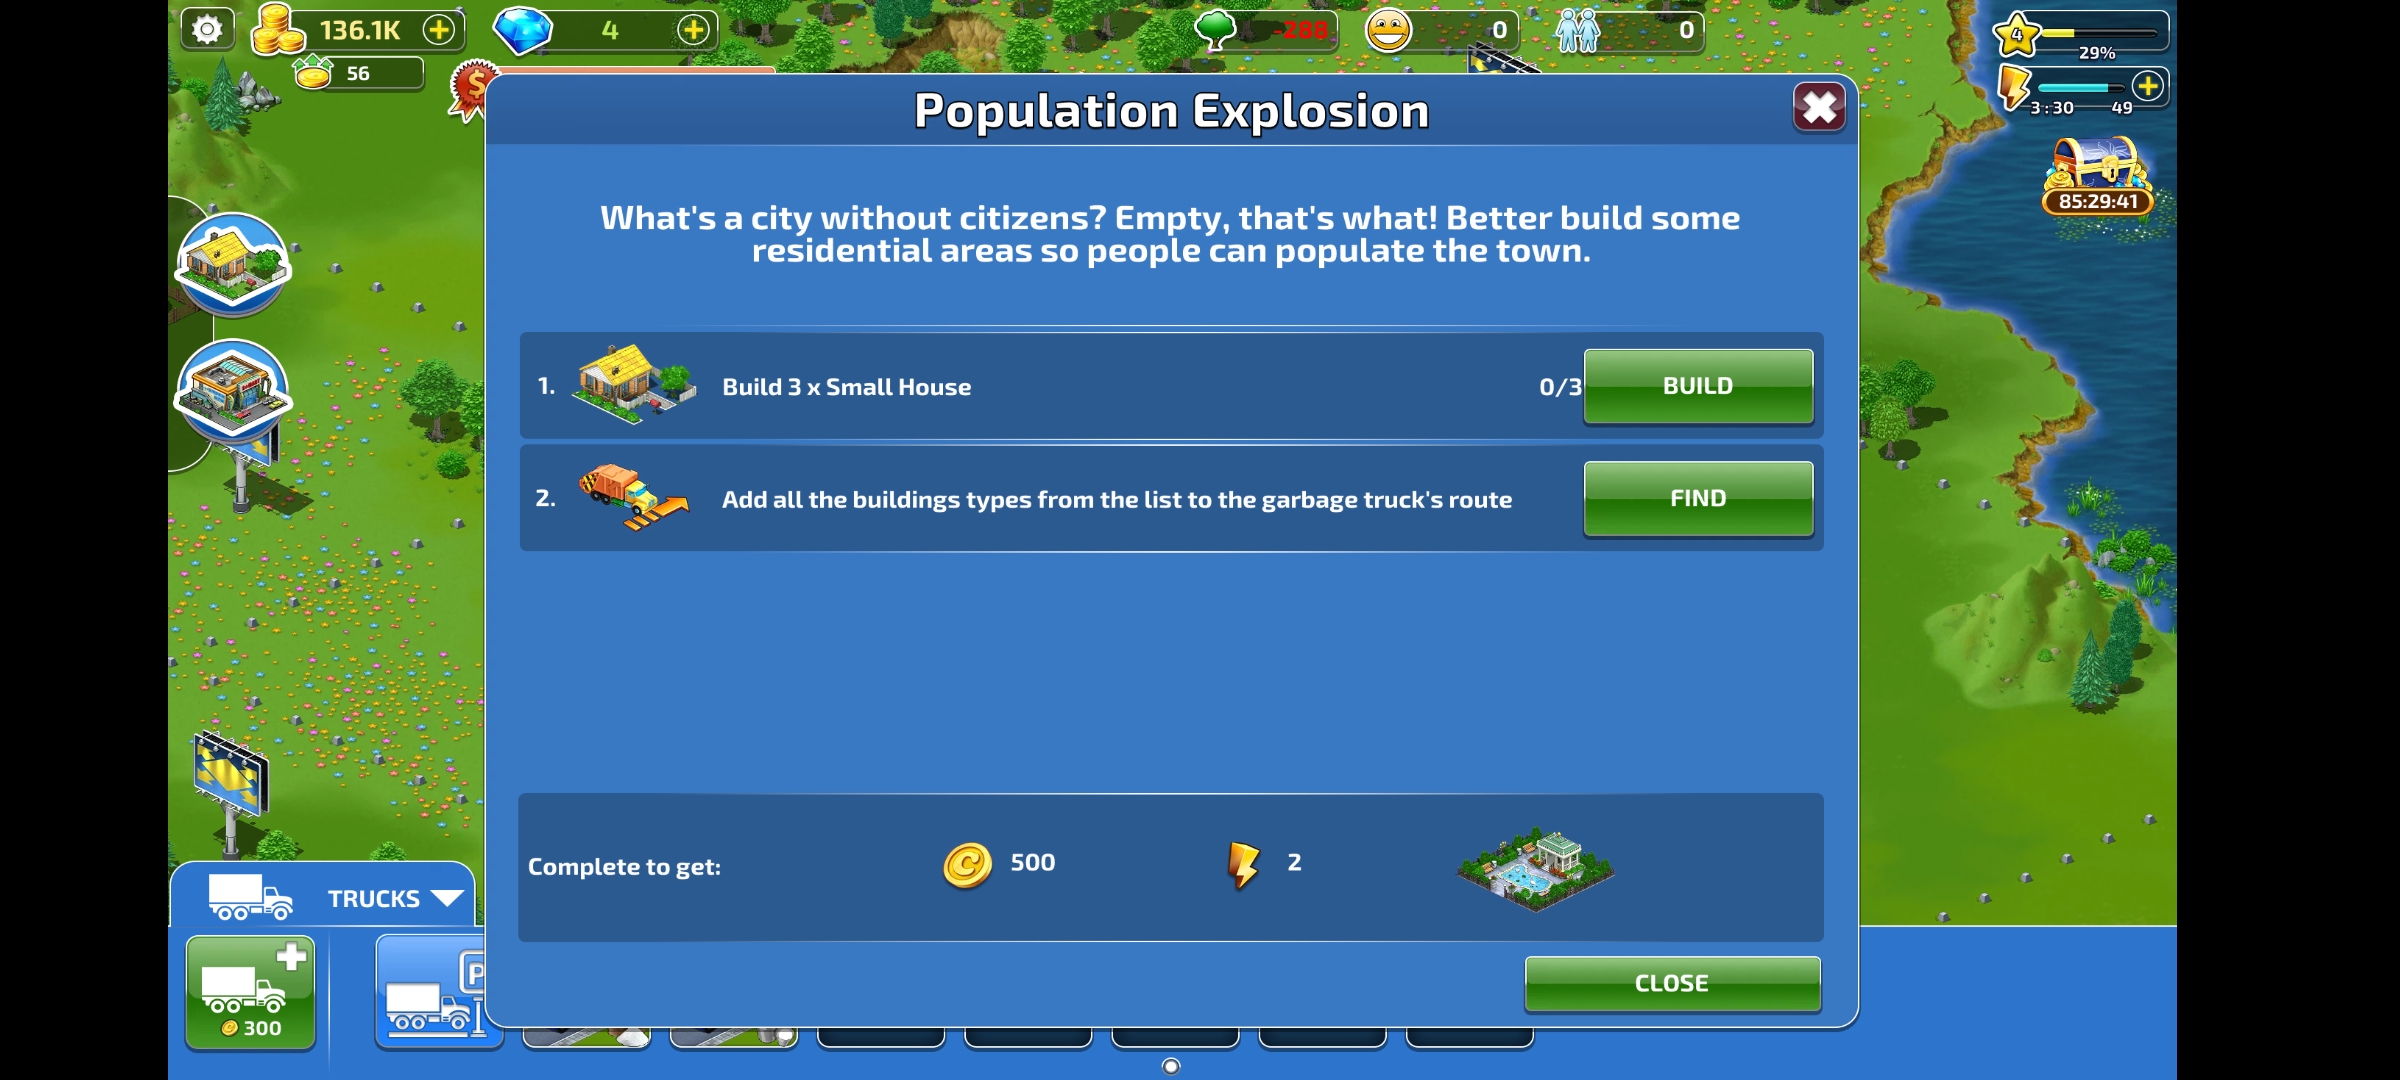 136.1K
4
-288
0
0
4
29%
56
3:30
49
Population Explosion
85:29:41
What's a city without citizens? Empty, that's what! Better build some
residential areas so people can populate the town.
1.
Build 3 x Small House
0/3
BUILD
2.
Add all the buildings types from the list to the garbage truck's route
FIND
Complete to get:
500
2
TRUCKS
P
300
CLOSE